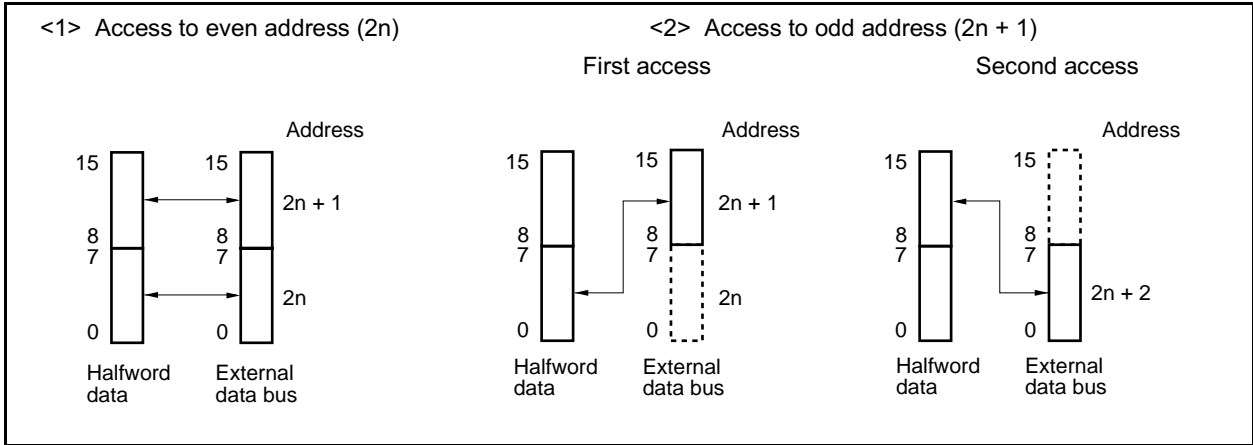 <1> Access to even address (2n)
<2> Access to odd address (2n + 1)
First access
Second access
Address
15
15
2n + 1
8
7
8
7
2n
0
0
Halfword
data
External
data bus
Address
15
15
2n + 1
8
7
8
7
2n
0
0
Halfword
data
External
data bus
Address
15
15
8
7
8
7
2n + 2
0
0
Halfword
data
External
data bus